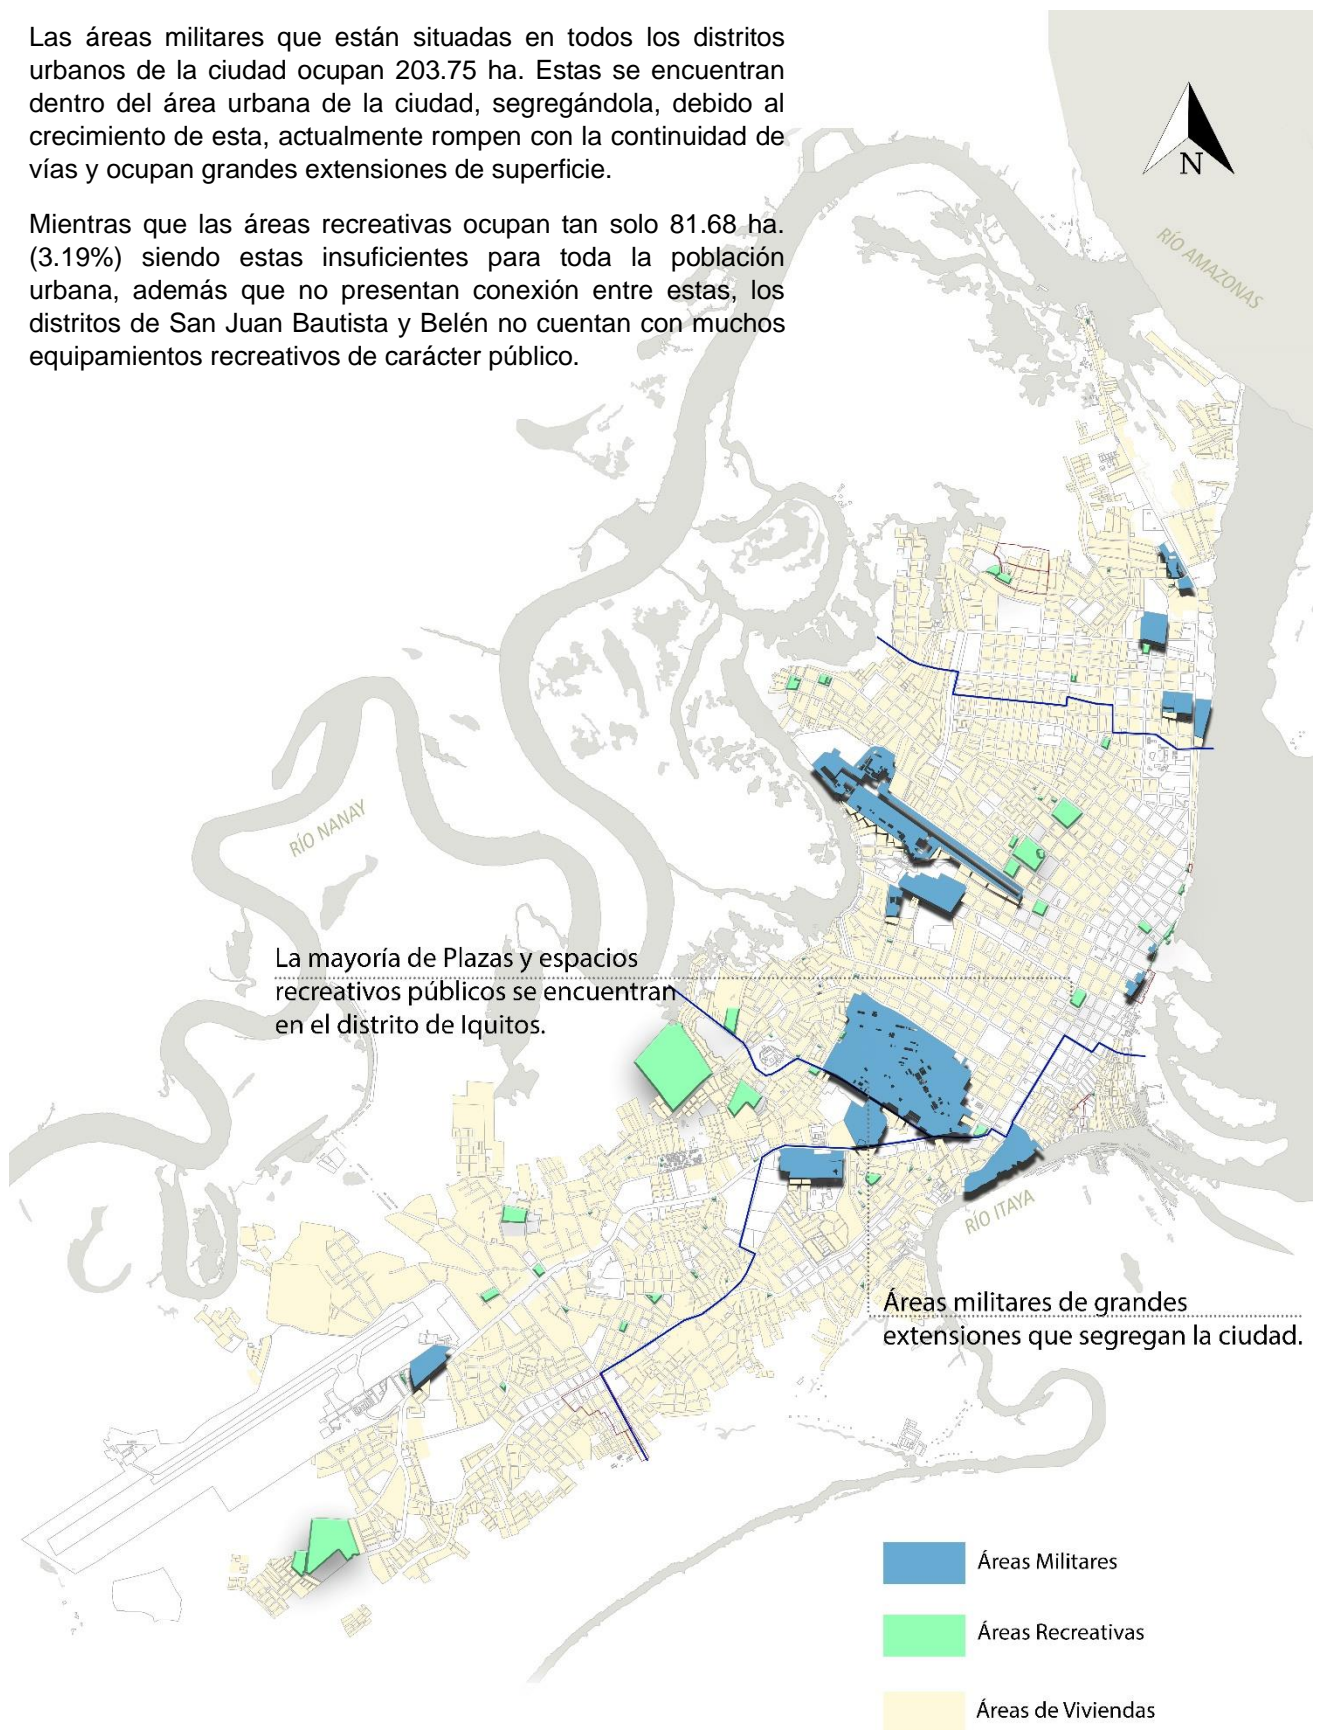 Las áreas militares que están situadas en todos los distritos
urbanos de la ciudad ocupan 203.75 ha. Estas se encuentran
dentro del área urbana de la ciudad, segregándola, debido al
crecimiento de esta, actualmente rompen con la continuidad de
vías y ocupan grandes extensiones de superficie.
Mientras que las áreas recreativas ocupan tan solo 81.68 ha.
(3.19%) siendo estas insuficientes para toda la población
urbana, además que no presentan conexión entre estas, los
distritos de San Juan Bautista y Belén no cuentan con muchos
equipamientos recreativos de carácter público.
N
RÍO AMAZONAS
RÍO NANAY
La mayoría de Plazas y espacios
recreativos públicos se encuentran
en el distrito de Iquitos.
RÍO ITAYA
Áreas militares de grandes
extensiones que segregan la ciudad.
Áreas Militares
Áreas Recreativas
Áreas de Viviendas